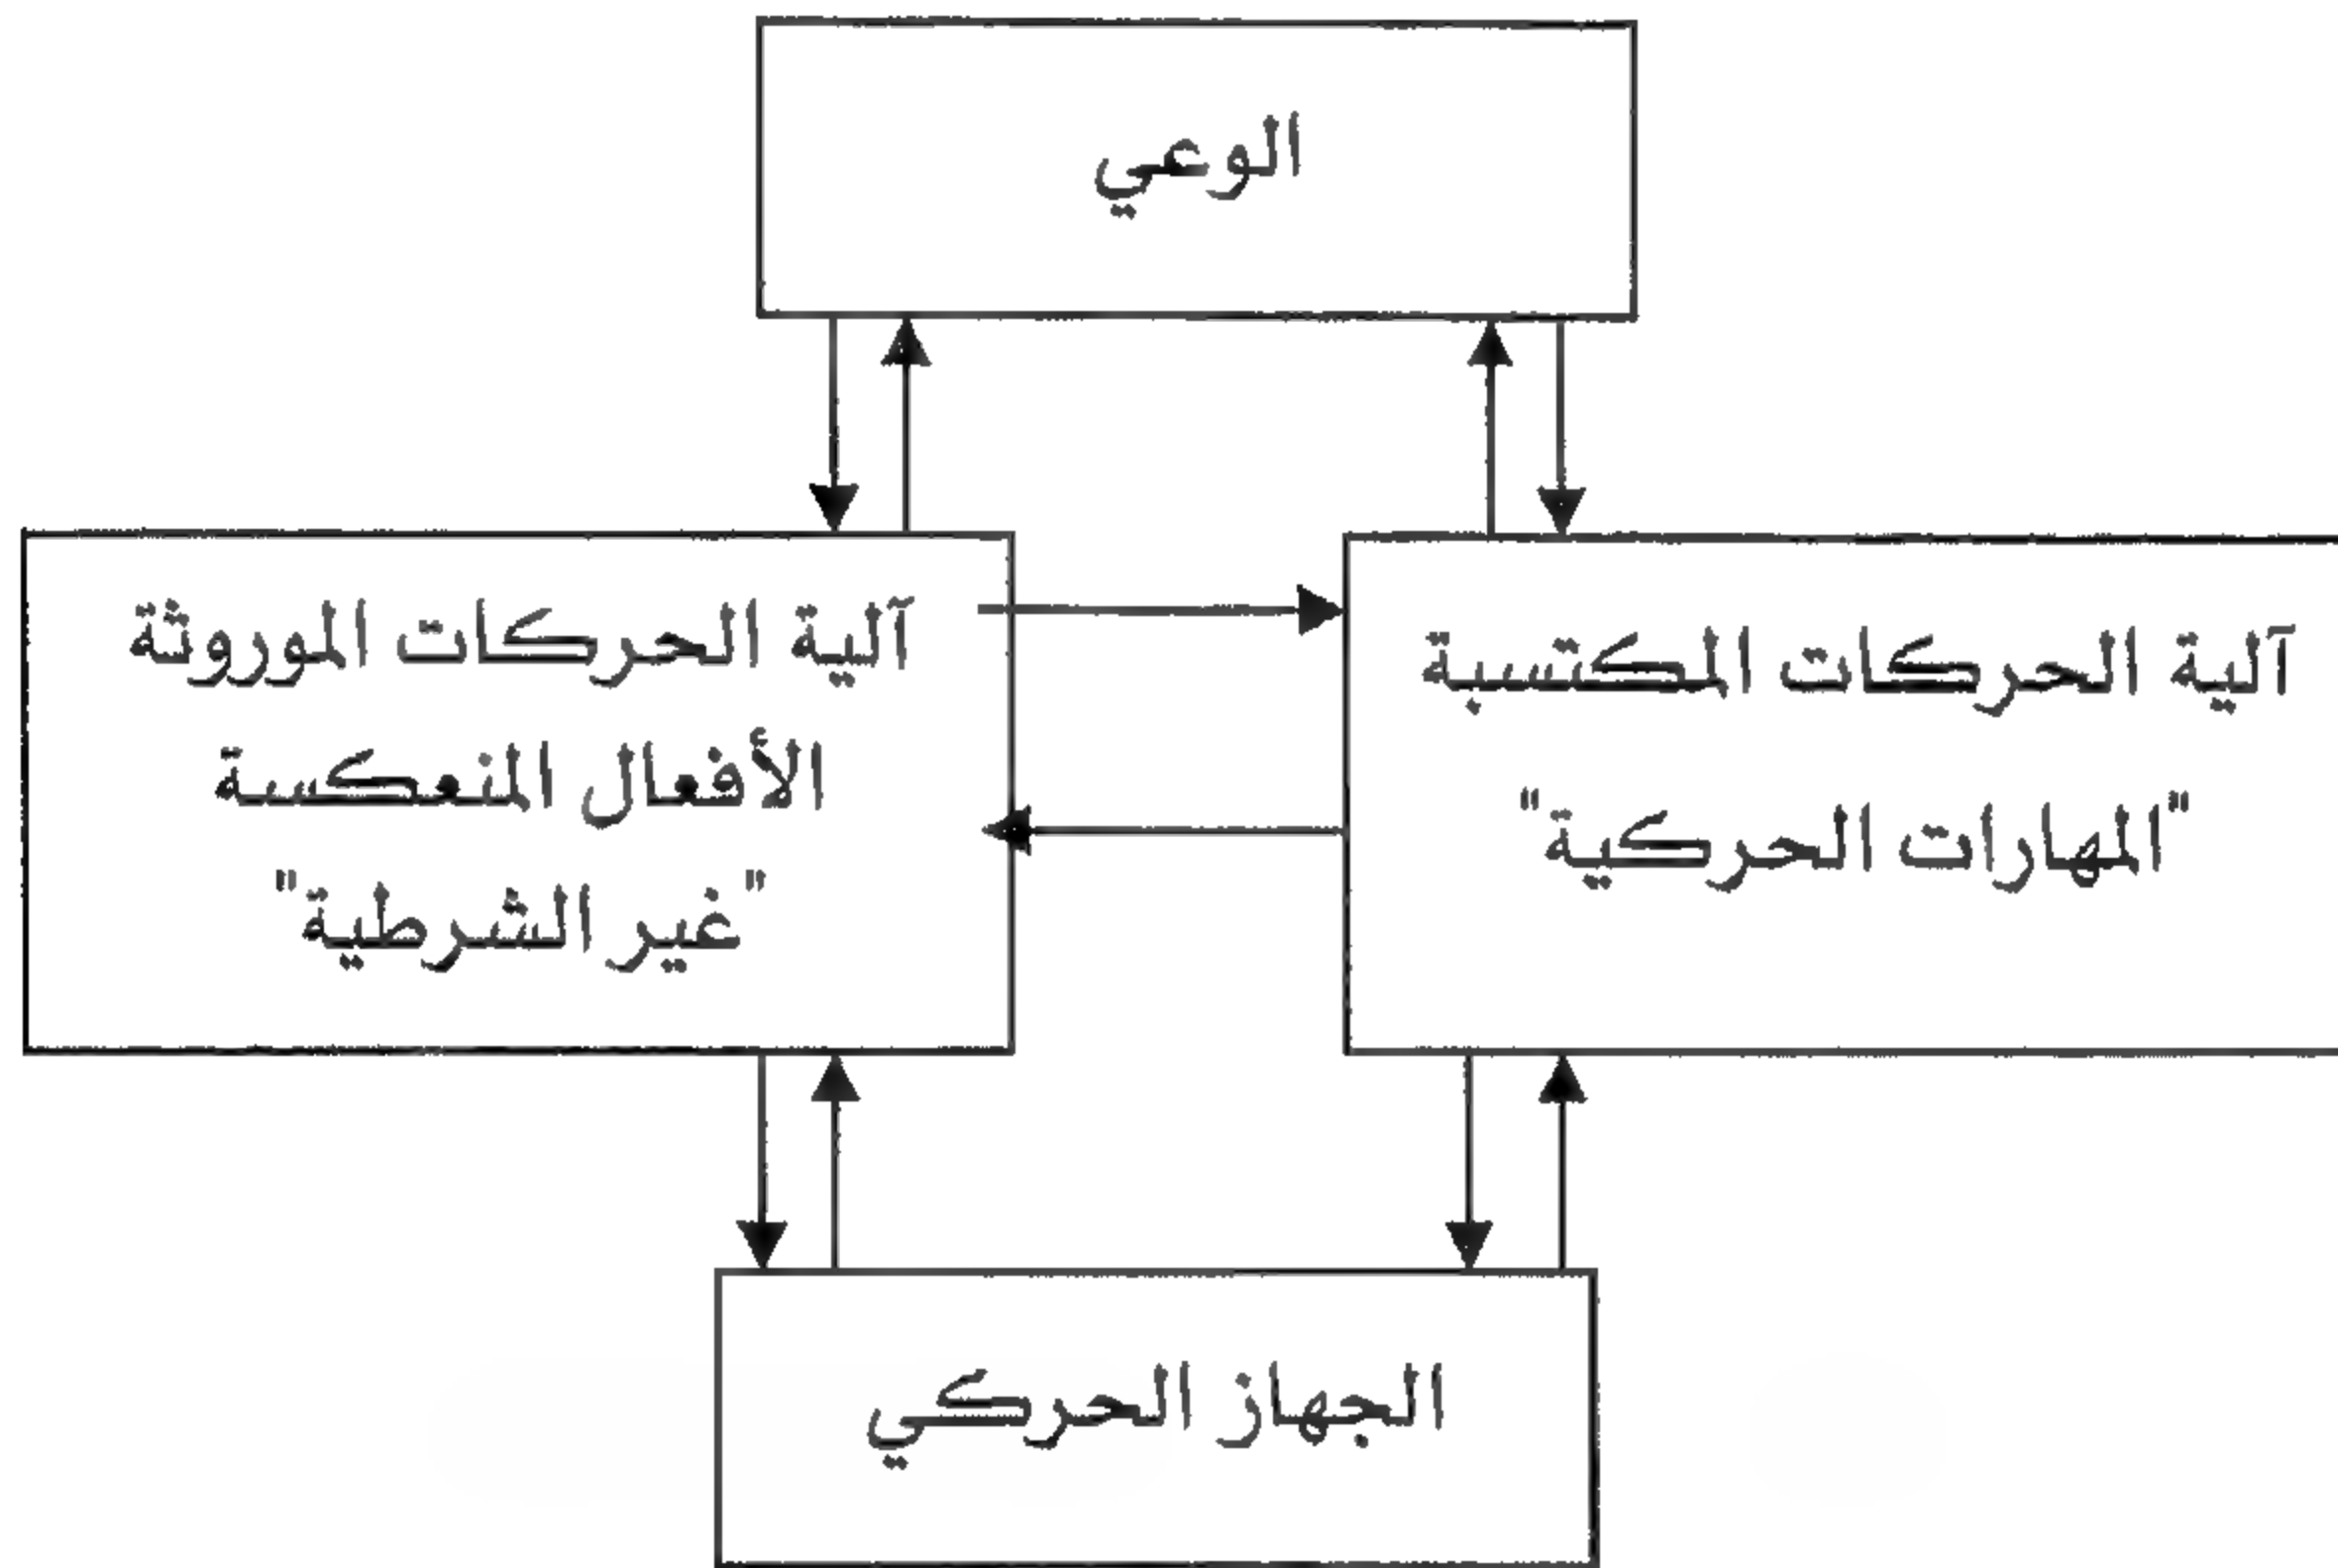 الوعي
آلية الحركات المكتسبة
"المهارات الحركية"
آلية الحركات الموروثة
الأفعال المنعكسة
"غير الشرطية"
الجهاز الحركي